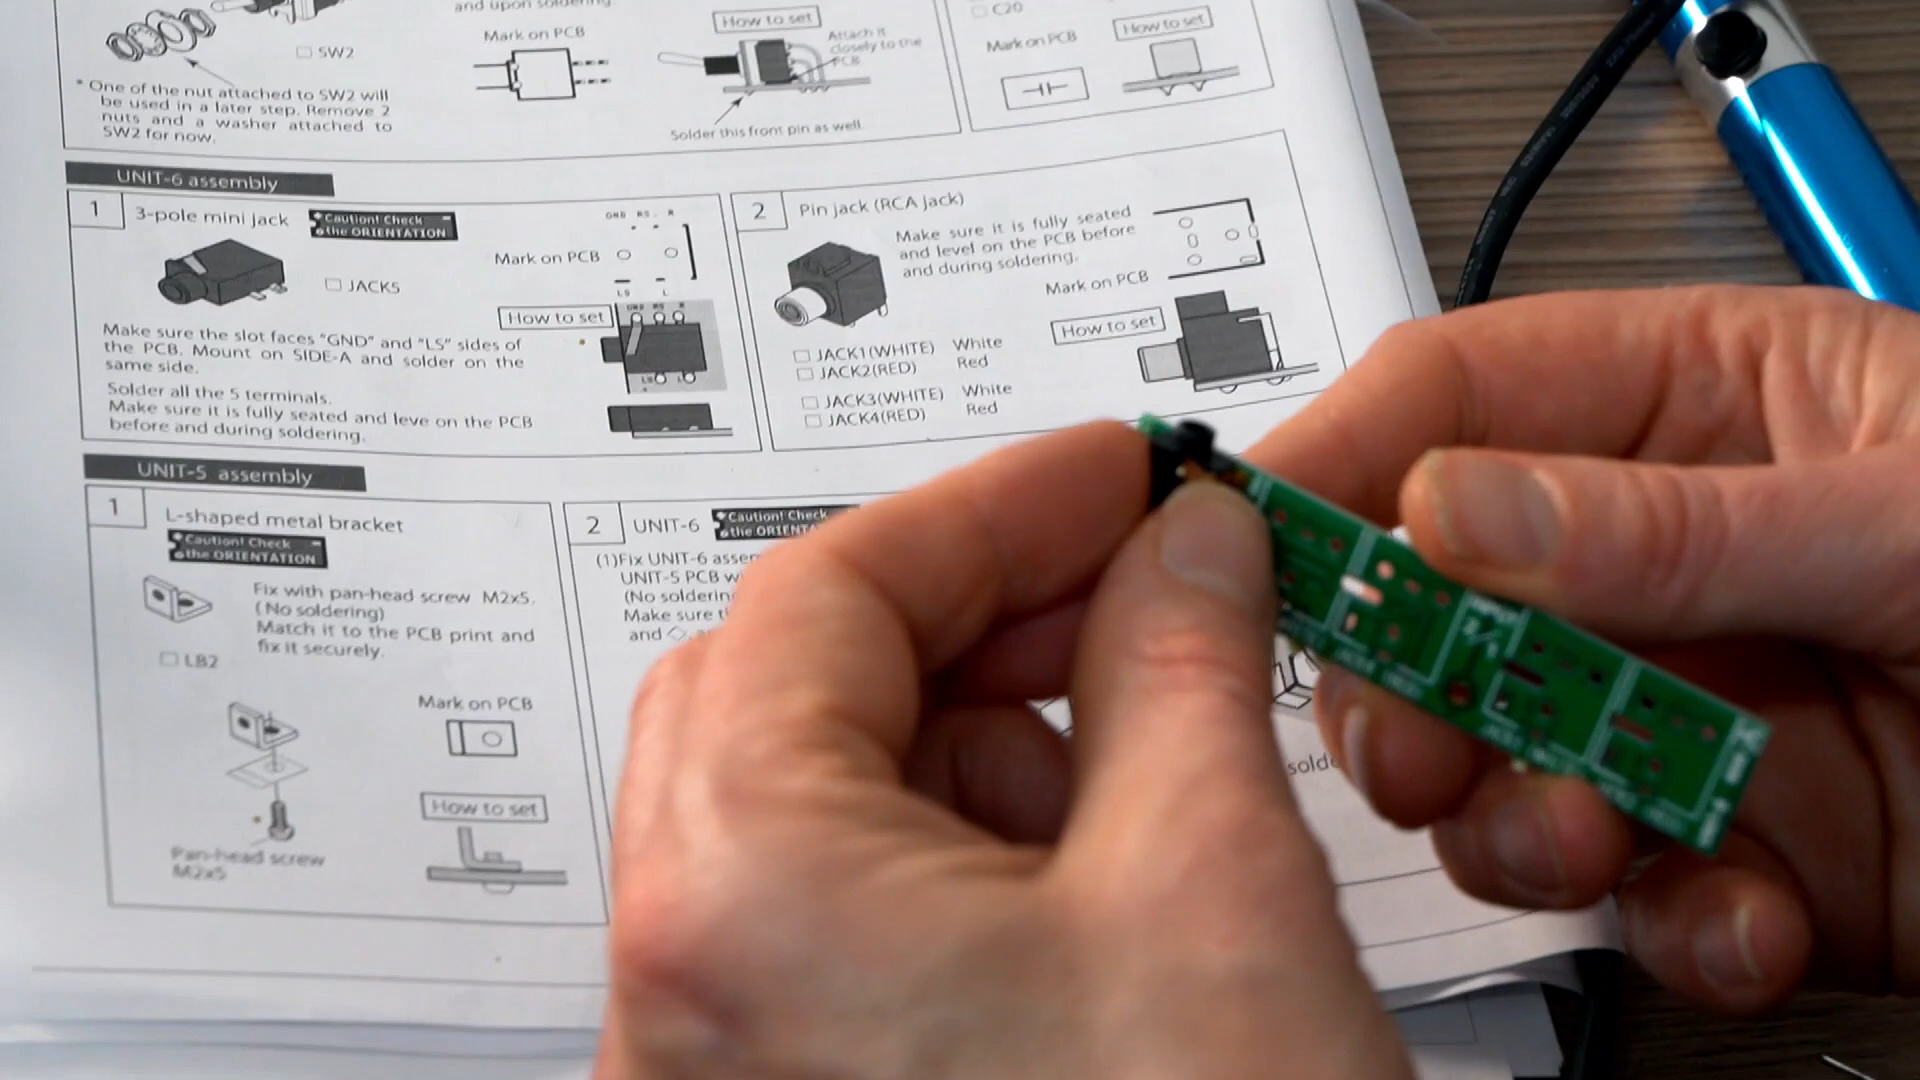 and upon soldering.
SW2
Mark on PCB
* One of the nut attached to SW2 will
be used in a later step. Remove 2
nuts and a washer attached to
SW2 for now.
How to set
Attach it
closely to the
PCB
Solder this front pin as well.
C20
Mark on PCB
How to set
UNIT-6 assembly
1
3-pole mini jack
Caution! Check
the ORIENTATION
JACK5
Mark on PCB
GND RS R
LS L
How to set
GND RS R
LS L
Make sure the slot faces "GND" and "LS" sides of
the PCB. Mount on SIDE-A and solder on the
same side.
Solder all the 5 terminals.
Make sure it is fully seated and leve on the PCB
before and during soldering.
2
Pin jack (RCA jack)
Make sure it is fully seated
and level on the PCB before
and during soldering.
Mark on PCB
How to set
JACK1(WHITE) White
JACK2(RED) Red
JACK3(WHITE) White
JACK4(RED) Red
UNIT-5 assembly
1
L-shaped metal bracket
Caution! Check
the ORIENTATION
Fix with pan-head screw M2x5.
(No soldering)
Match it to the PCB print and
fix it securely.
LB2
Mark on PCB
How to set
Pan-head screw
M2x5
2
UNIT-6
Caution! Check
the ORIENTA
(1)Fix UNIT-6 assem
UNIT-5 PCB w
(No solderin
Make sure t
and
solde
INPUT
2